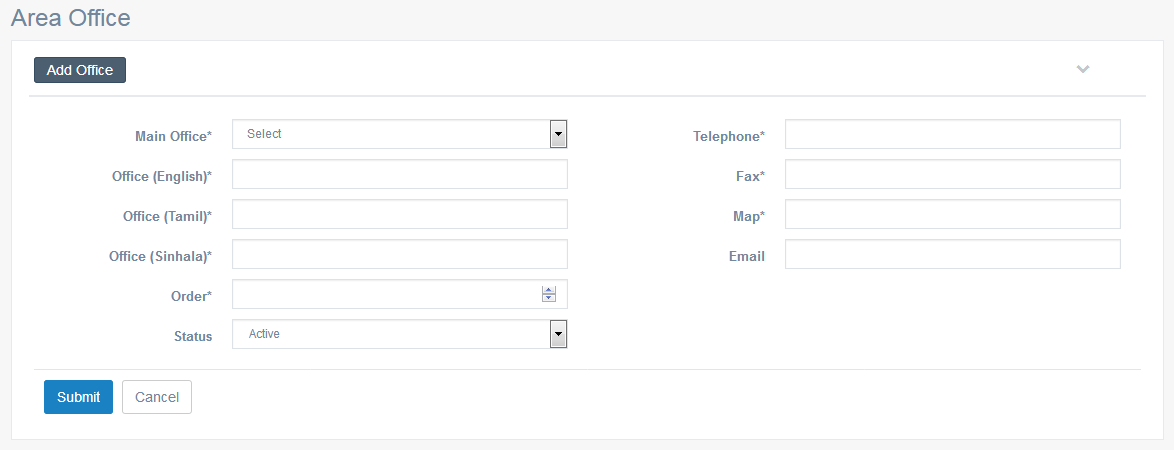 Area Office
Add Office
Main Office*
Select
Office (English)*
Office (Tamil)*
Office (Sinhala)*
Order*
Status
Active
Telephone*
Fax*
Map*
Email
Submit
Cancel